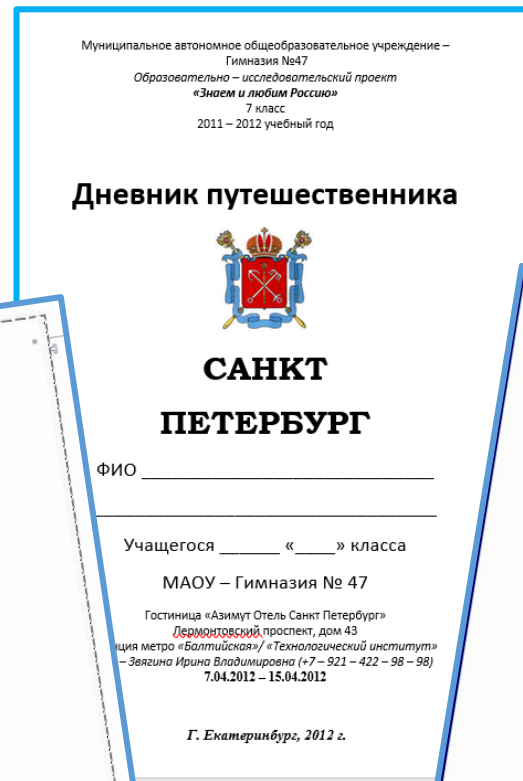 Муниципальное автономное общеобразовательное учреждение –
Гимназия №47
Образовательно – исследовательский проект
«Знаем и любим Россию»
7 класс
2011 – 2012 учебный год
Дневник путешественника
САНКТ
ПЕТЕРБУРГ
ФИО ____________________________
_________________________________
Учащегося ______ «____» класса
МАОУ – Гимназия № 47
Гостиница «Азимут Отель Санкт Петербург»
Лермонтовский проспект, дом 43
метро «Балтийская»/ «Технологический институт»
– Звягина Ирина Владимировна (+7 – 921 – 422 – 98 – 98)
7.04.2012 – 15.04.2012
Г. Екатеринбург, 2012 г.